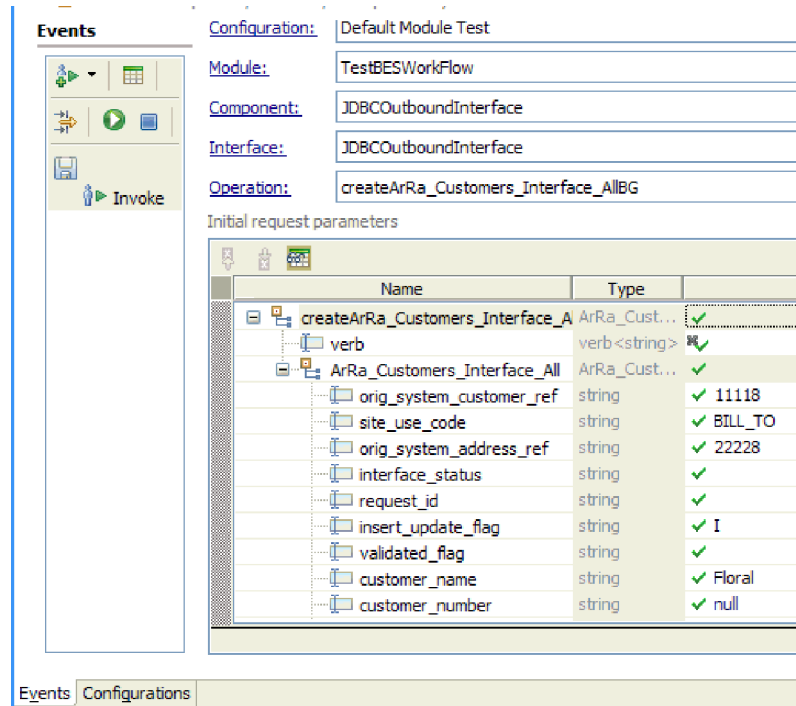 Events
Invoke
Configuration: Default Module Test
Module: TestBESWorkFlow
Component: JDBCOutboundInterface
Interface: JDBCOutboundInterface
Operation: createArRa_Customers_Interface_AllBG
Initial request parameters
Name Type
createArRa_Customers_Interface_A ArRa_Cust...
verb verb<string>
ArRa_Customers_Interface_All ArRa_Cust...
orig_system_customer_ref string 11118
site_use_code string BILL_TO
orig_system_address_ref string 22228
interface_status string
request_id string
insert_update_flag string I
validated_flag string
customer_name string Floral
customer_number string null
Events Configurations